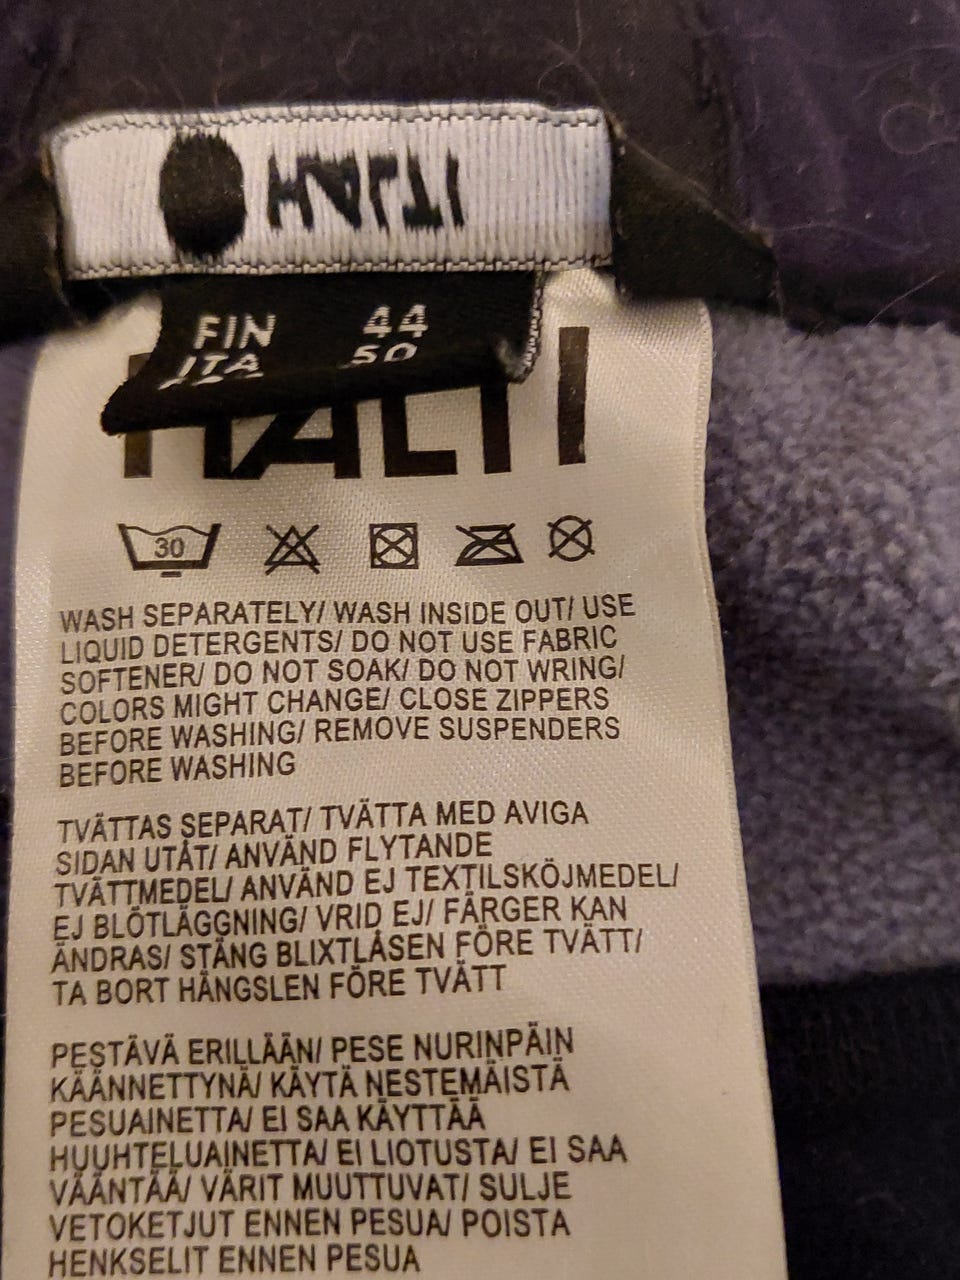 HALTI
FIN 44
ITA 50
HALTI
30
WASH SEPARATELY/ WASH INSIDE OUT/ USE
LIQUID DETERGENTS/ DO NOT USE FABRIC
SOFTENER/ DO NOT SOAK/ DO NOT WRING/
COLORS MIGHT CHANGE/ CLOSE ZIPPERS
BEFORE WASHING/ REMOVE SUSPENDERS
BEFORE WASHING
TVÄTTAS SEPARAT/ TVÄTTA MED AVIGA
SIDAN UTÅT/ ANVÄND FLYTANDE
TVÄTTMEDEL/ ANVÄND EJ TEXTILSKÖJMEDEL/
EJ BLÖTLÄGGNING/ VRID EJ/ FÄRGER KAN
ÄNDRAS/ STÄNG BLIXTLÅSEN FÖRE TVÄTT/
TA BORT HÄNGSLEN FÖRE TVÄTT
PESTÄVÄ ERILLÄÄN/ PESE NURINPÄIN
KÄÄNNETTYNÄ/ KÄYTÄ NESTEMÄISTÄ
PESUAINETTA/ EI SAA KÄYTTÄÄ
HUUHTELUAINETTA/ EI LIOTUSTA/ EI SAA
VÄÄNTÄÄ/ VÄRIT MUUTTUVAT/ SULJE
VETOKETJUT ENNEN PESUA/ POISTA
HENKSELIT ENNEN PESUA